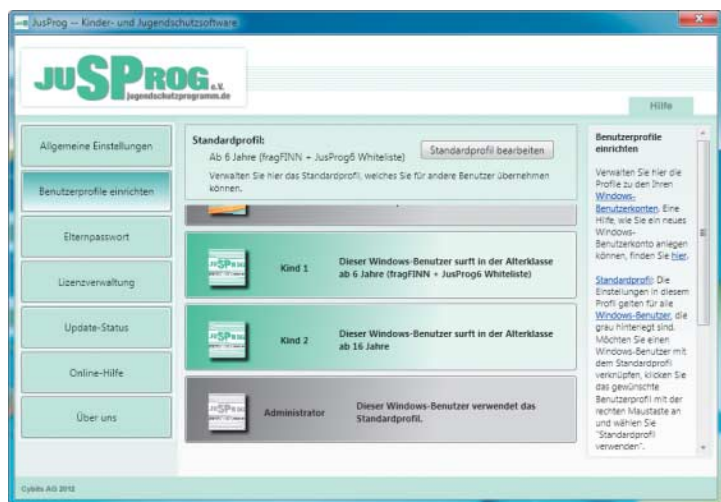 JusProg — Kinder- und Jugendschutzsoftware
JUSPROG e.V.
jugendschutzprogramm.de
Hilfe
Allgemeine Einstellungen
Benutzerprofile einrichten
Elternpasswort
Lizenzverwaltung
Update-Status
Online-Hilfe
Über uns
Standardprofil:
Ab 6 Jahre (fragFINN + JusProg6 Whiteliste)
Standardprofil bearbeiten
Verwalten Sie hier das Standardprofil, welches Sie für andere Benutzer übernehmen
können.
JUSPROG
Kind 1
Dieser Windows-Benutzer surft in der Alterklasse
ab 6 Jahre (fragFINN + JusProg6 Whiteliste)
JUSPROG
Kind 2
Dieser Windows-Benutzer surft in der Alterklasse
ab 16 Jahre
JUSPROG
Administrator
Dieser Windows-Benutzer verwendet das
Standardprofil.
Benutzerprofile
einrichten
Verwalten Sie hier die
Profile zu den Ihren
Windows-
Benutzerkonten. Eine
Hilfe, wie Sie ein neues
Windows-
Benutzerkonto anlegen
können, finden Sie hier.
Standardprofil: Die
Einstellungen in diesem
Profil gelten für alle
Windows-Benutzer, die
grau hinterlegt sind.
Möchten Sie einen
Windows-Benutzer mit
dem Standardprofil
verknüpfen, klicken Sie
das gewünschte
Benutzerprofil mit der
rechten Maustaste an
und wählen Sie
"Standardprofil
verwenden".
Cybits AG 2012